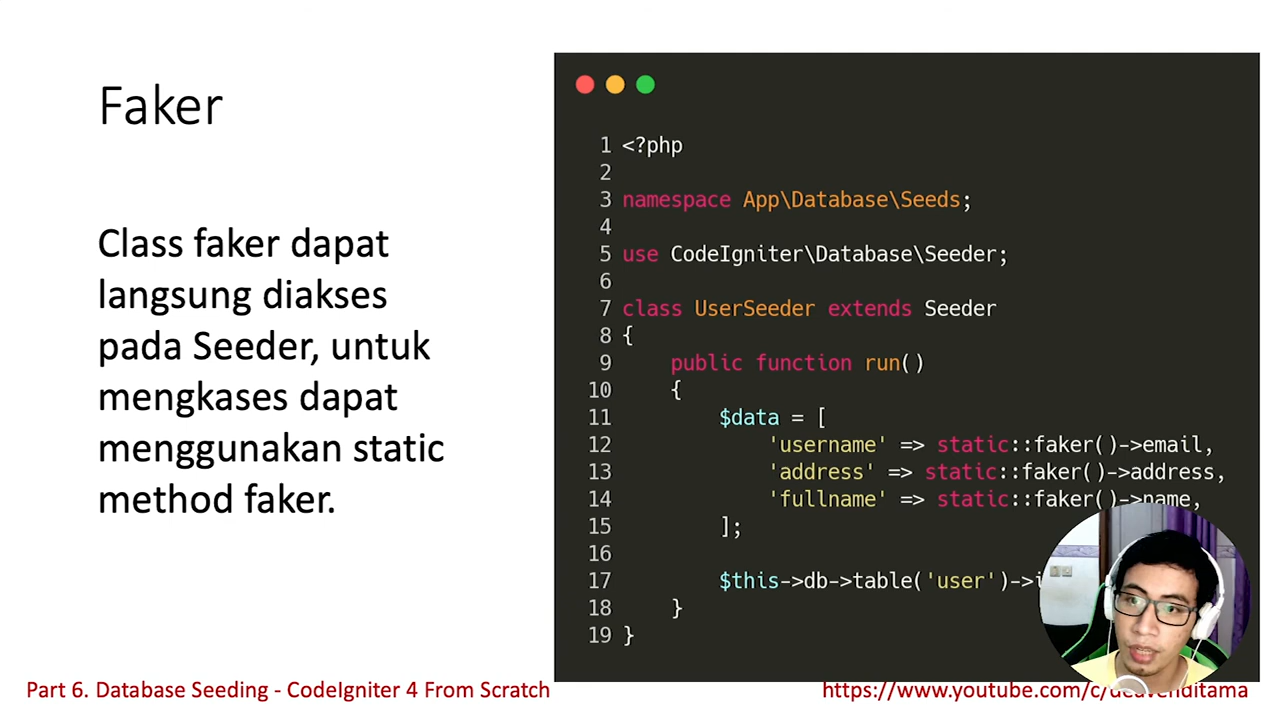 Faker
Class faker dapat
langsung diakses
pada Seeder, untuk
mengkases dapat
menggunakan static
method faker.
1 <?php
2
3 namespace App\Database\Seeds;
4
5 use CodeIgniter\Database\Seeder;
6
7 class UserSeeder extends Seeder
8 {
9 public function run()
10 {
11 $data = [
12 'username' => static::faker()->email,
13 'address' => static::faker()->address,
14 'fullname' => static::faker()->name,
15 ];
16
17 $this->db->table('user')->
18 }
19 }
Part 6. Database Seeding - CodeIgniter 4 From Scratch
https://www.youtube.com/c/deavenditama